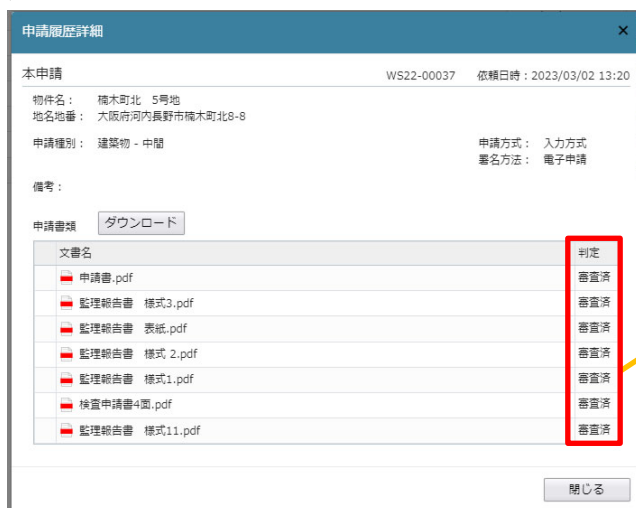 申請履歴詳細 ×
本申請 WS22-00037 依頼日時：2023/03/02 13:20
物件名： 楠木町北 5号地
地名地番： 大阪府河内長野市楠木町北8-8
申請種別： 建築物 - 中間 申請方式： 入力方式
署名方法： 電子申請
備考：
申請書類 ダウンロード
文書名 判定
申請書.pdf 審査済
監理報告書 様式3.pdf 審査済
監理報告書 表紙.pdf 審査済
監理報告書 様式 2.pdf 審査済
監理報告書 様式1.pdf 審査済
検査申請書4面.pdf 審査済
監理報告書 様式11.pdf 審査済
閉じる